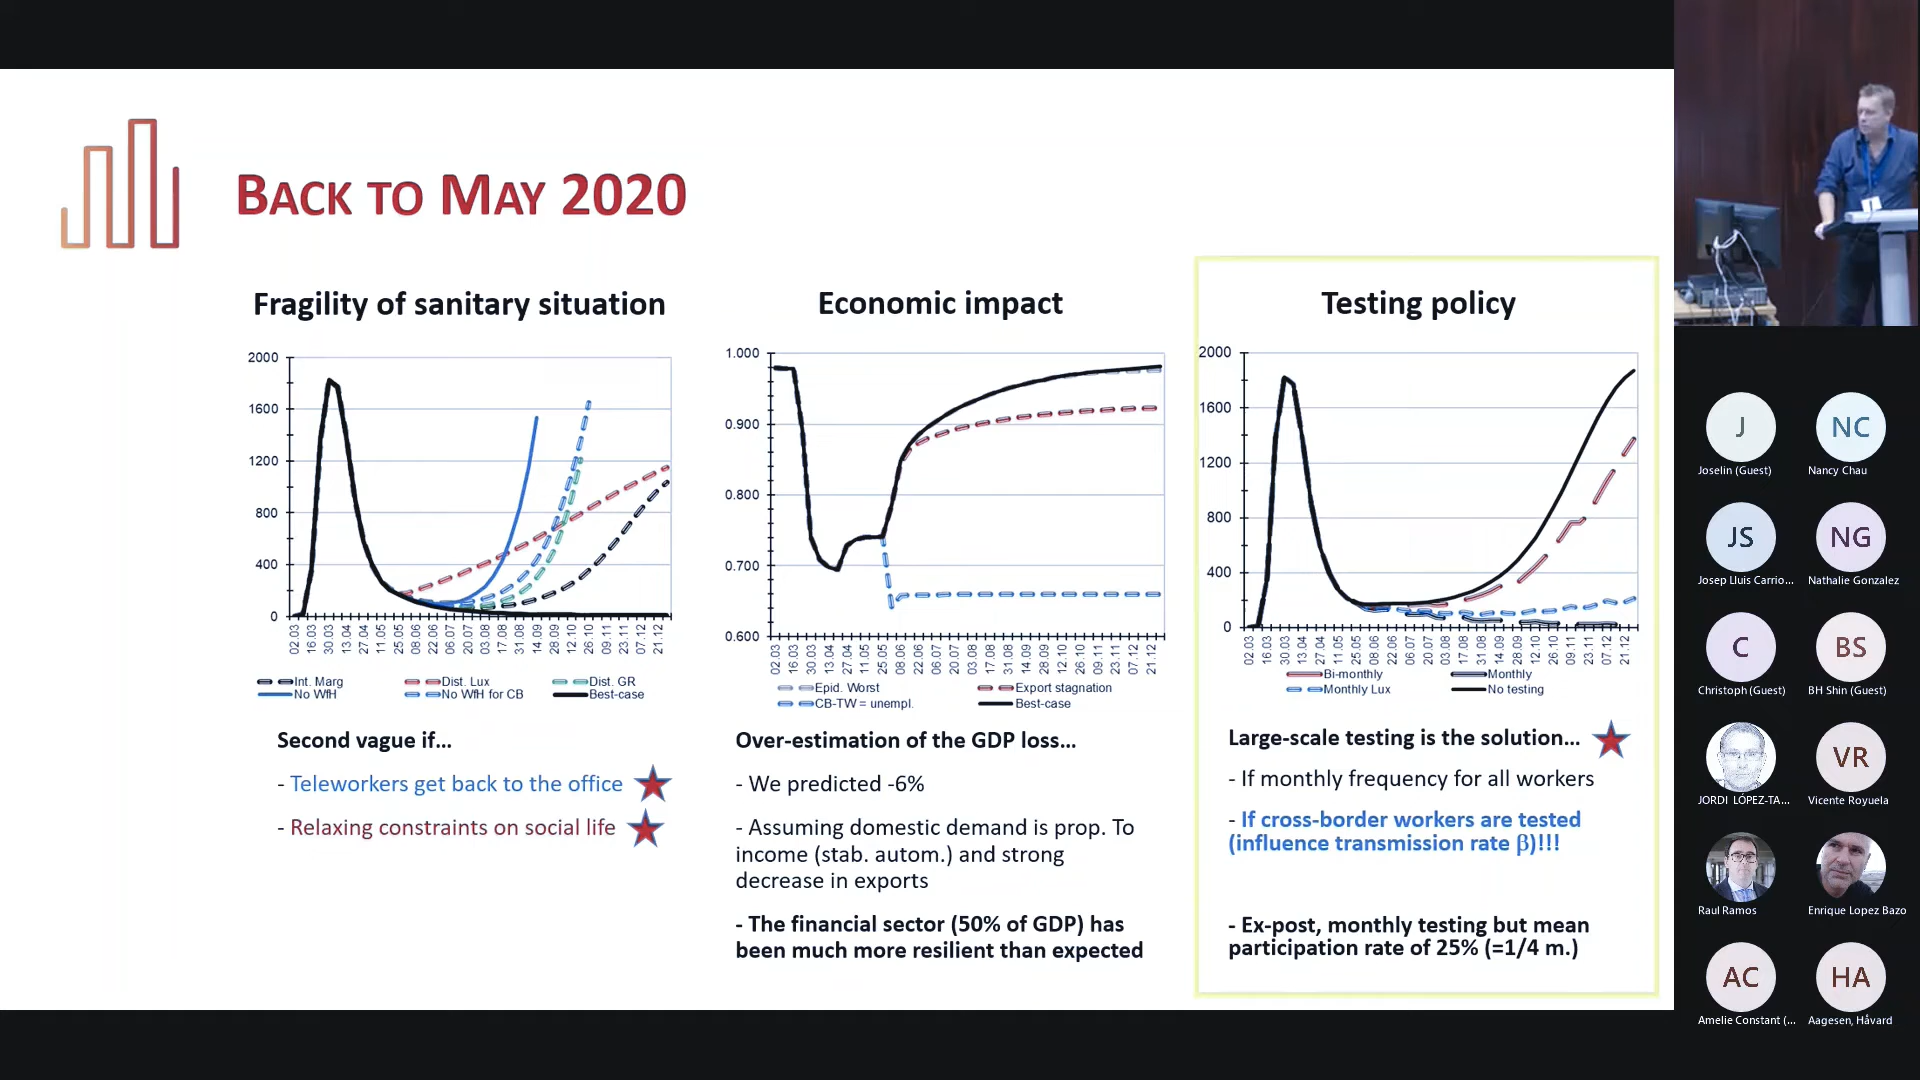 BACK TO MAY 2020
Fragility of sanitary situation
2000
1600
1200
800
400
0
02.03
16.03
30.03
13.04
27.04
11.05
25.05
08.06
22.06
06.07
20.07
03.08
17.08
31.08
14.09
28.09
12.10
26.10
09.11
23.11
07.12
21.12
Int. Marg
Dist. Lux
Dist. GR
No WfH
No WfH for CB
Best-case
Second vague if...
- Teleworkers get back to the office
- Relaxing constraints on social life
Economic impact
1.000
0.900
0.800
0.700
0.600
02.03
16.03
30.03
13.04
27.04
11.05
25.05
08.06
22.06
06.07
20.07
03.08
17.08
31.08
14.09
28.09
12.10
26.10
09.11
23.11
07.12
21.12
Epid. Worst
Export stagnation
CB-TW = unempl.
Best-case
Over-estimation of the GDP loss...
- We predicted -6%
- Assuming domestic demand is prop. To
income (stab. autom.) and strong
decrease in exports
- The financial sector (50% of GDP) has
been much more resilient than expected
Testing policy
2000
1600
1200
800
400
0
02.03
16.03
30.03
13.04
27.04
11.05
25.05
08.06
22.06
06.07
20.07
03.08
17.08
31.08
14.09
28.09
12.10
26.10
09.11
23.11
07.12
21.12
Bi-monthly
Monthly
Monthly Lux
No testing
Large-scale testing is the solution...
- If monthly frequency for all workers
- If cross-border workers are tested
(influence transmission rate β)!!!
- Ex-post, monthly testing but mean
participation rate of 25% (=1/4 m.)
J
NC
Joselin (Guest)
Nancy Chau
JS
NG
Josep Lluis Carrio...
Nathalie Gonzalez
C
BS
Christoph (Guest)
BH Shin (Guest)
VR
JORDI LÓPEZ-TA...
Vicente Royuela
Raul Ramos
Enrique Lopez Bazo
AC
HA
Amelie Constant (...
Aagesen, Håvard